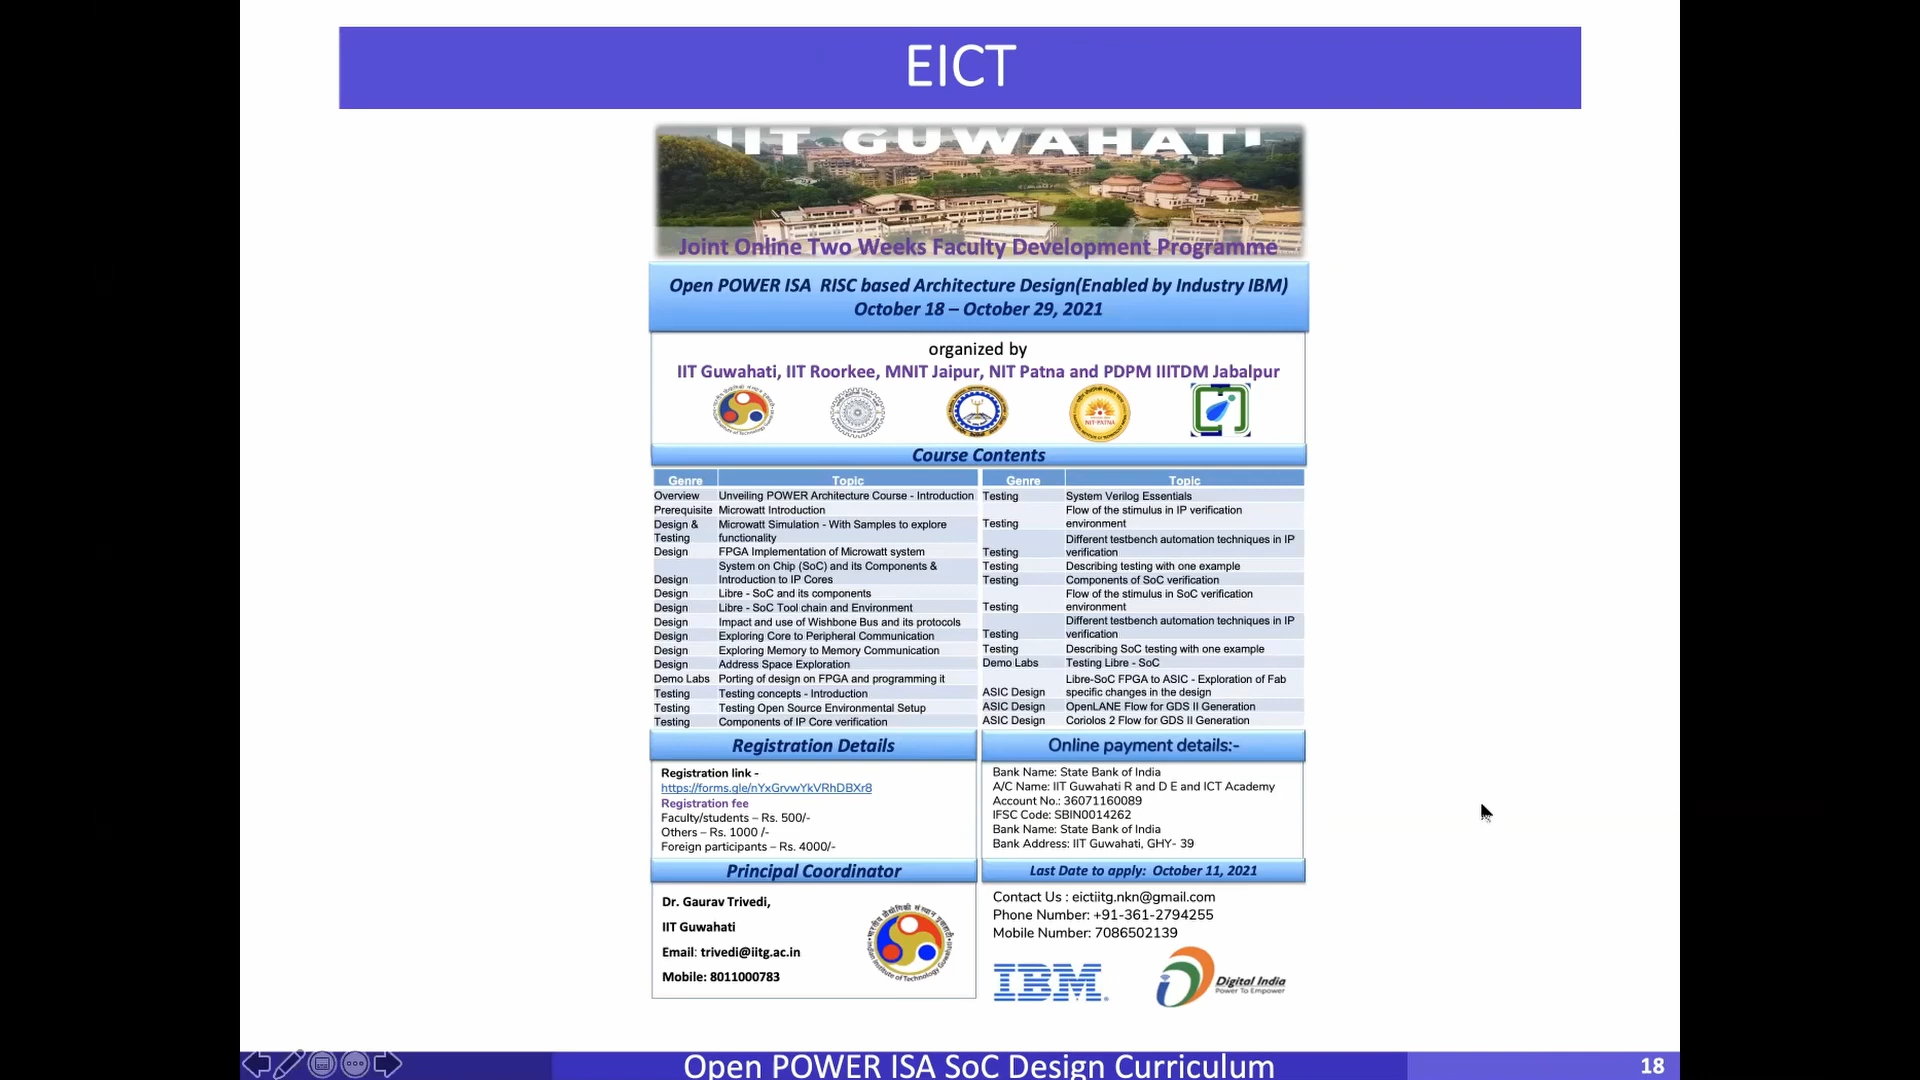 EICT
IIT GUWAHATI
Joint Online Two Weeks Faculty Development Programme
Open POWER ISA RISC based Architecture Design(Enabled by Industry IBM)
October 18 – October 29, 2021
organized by
IIT Guwahati, IIT Roorkee, MNIT Jaipur, NIT Patna and PDPM IIITDM Jabalpur
NIT-PATNA
Course Contents
Genre Topic
Overview Unveiling POWER Architecture Course - Introduction
Prerequisite Microwatt Introduction
Design & Microwatt Simulation - With Samples to explore
Testing functionality
Design FPGA Implementation of Microwatt system
System on Chip (SoC) and its Components &
Design Introduction to IP Cores
Design Libre - SoC and its components
Design Libre - SoC Tool chain and Environment
Design Impact and use of Wishbone Bus and its protocols
Design Exploring Core to Peripheral Communication
Design Exploring Memory to Memory Communication
Design Address Space Exploration
Demo Labs Porting of design on FPGA and programming it
Testing Testing concepts - Introduction
Testing Testing Open Source Environmental Setup
Testing Components of IP Core verification
Genre Topic
Testing System Verilog Essentials
Flow of the stimulus in IP verification
Testing environment
Different testbench automation techniques in IP
Testing verification
Testing Describing testing with one example
Testing Components of SoC verification
Flow of the stimulus in SoC verification
Testing environment
Different testbench automation techniques in IP
Testing verification
Testing Describing SoC testing with one example
Demo Labs Testing Libre - SoC
Libre-SoC FPGA to ASIC - Exploration of Fab
ASIC Design specific changes in the design
ASIC Design OpenLANE Flow for GDS II Generation
ASIC Design Coriolos 2 Flow for GDS II Generation
Registration Details
Registration link -
https://forms.gle/nYxGrvwYkVRhDBXr8
Registration fee
Faculty/students – Rs. 500/-
Others – Rs. 1000 /-
Foreign participants – Rs. 4000/-
Online payment details:-
Bank Name: State Bank of India
A/C Name: IIT Guwahati R and D E and ICT Academy
Account No.: 36071160089
IFSC Code: SBIN0014262
Bank Name: State Bank of India
Bank Address: IIT Guwahati, GHY- 39
Principal Coordinator
Dr. Gaurav Trivedi,
IIT Guwahati
Email: trivedi@iitg.ac.in
Mobile: 8011000783
Indian Institute of Technology Guwahati
Last Date to apply: October 11, 2021
Contact Us : eictiitg.nkn@gmail.com
Phone Number: +91-361-2794255
Mobile Number: 7086502139
IBM
Digital India
Power To Empower
Open POWER ISA SoC Design Curriculum
18